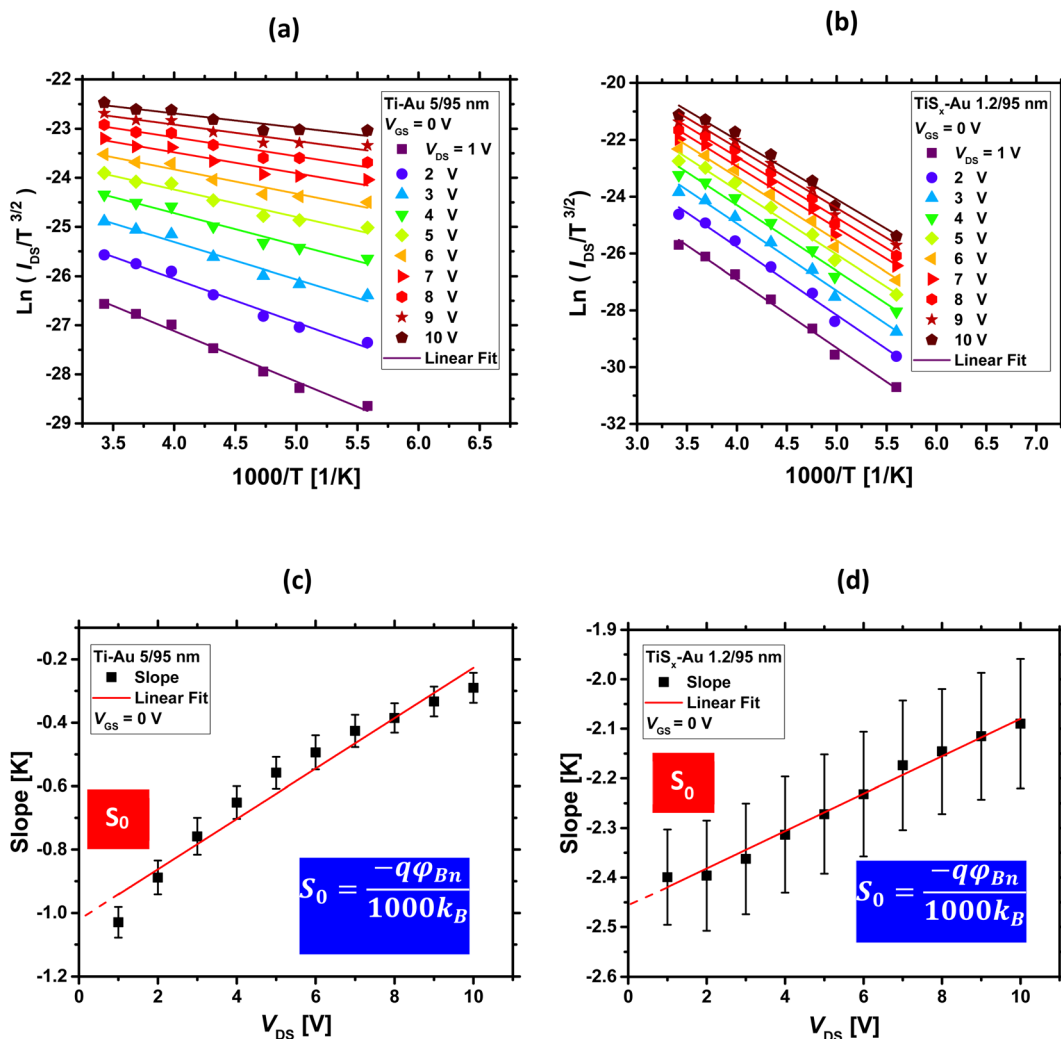 (a)
Ti-Au 5/95 nm
V_GS = 0 V
V_DS = 1 V
2 V
3 V
4 V
5 V
6 V
7 V
8 V
9 V
10 V
Linear Fit
Ln ( I_DS/T^3/2)
-22
-23
-24
-25
-26
-27
-28
-29
3.5 4.0 4.5 5.0 5.5 6.0 6.5
1000/T [1/K]
(b)
TiS_x-Au 1.2/95 nm
V_GS = 0 V
V_DS = 1 V
2 V
3 V
4 V
5 V
6 V
7 V
8 V
9 V
10 V
Linear Fit
Ln ( I_DS/T^3/2)
-20
-22
-24
-26
-28
-30
-32
3.0 3.5 4.0 4.5 5.0 5.5 6.0 6.5 7.0
1000/T [1/K]
(c)
Ti-Au 5/95 nm
Slope
Linear Fit
V_GS = 0 V
S_0
S_0 = -qφ_Bn / 1000k_B
Slope [K]
-0.2
-0.4
-0.6
-0.8
-1.0
-1.2
0 2 4 6 8 10
V_DS [V]
(d)
TiS_x-Au 1.2/95 nm
Slope
Linear Fit
V_GS = 0 V
S_0
S_0 = -qφ_Bn / 1000k_B
Slope [K]
-1.9
-2.0
-2.1
-2.2
-2.3
-2.4
-2.5
-2.6
0 2 4 6 8 10
V_DS [V]